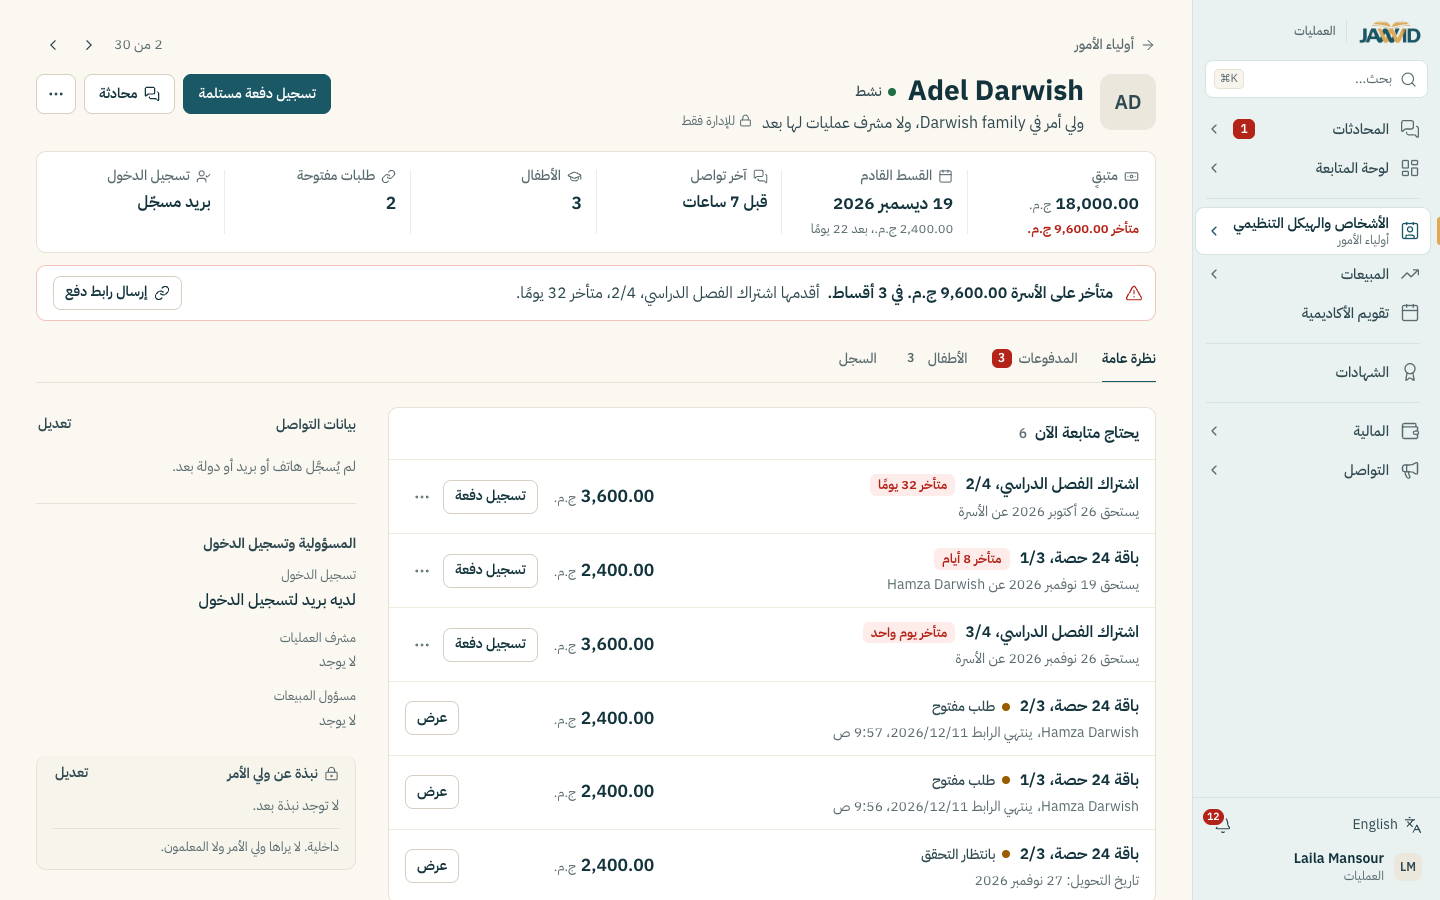 JAWID
العمليات
بحث...
⌘K
المحادثات
1
لوحة المتابعة
الأشخاص والهيكل التنظيمي
أولياء الأمور
المبيعات
تقويم الأكاديمية
الشهادات
المالية
التواصل
English
12
Laila Mansour
العمليات
LM
أولياء الأمور
2 من 30
AD
Adel Darwish
نشط
ولي أمر في Darwish family، ولا مشرف عمليات لها بعد
للإدارة فقط
تسجيل دفعة مستلمة
محادثة
متبقٍ
18,000.00 ج.م.
متأخر 9,600.00 ج.م.
القسط القادم
19 ديسمبر 2026
2,400.00 ج.م.، بعد 22 يومًا
آخر تواصل
قبل 7 ساعات
الأطفال
3
طلبات مفتوحة
2
تسجيل الدخول
بريد مسجّل
متأخر على الأسرة 9,600.00 ج.م. في 3 أقساط. أقدمها اشتراك الفصل الدراسي، 2/4، متأخر 32 يومًا.
إرسال رابط دفع
نظرة عامة
المدفوعات 3
الأطفال 3
السجل
يحتاج متابعة الآن 6
اشتراك الفصل الدراسي، 2/4 متأخر 32 يومًا
يستحق 26 أكتوبر 2026 عن الأسرة
3,600.00 ج.م.
تسجيل دفعة
باقة 24 حصة، 1/3 متأخر 8 أيام
يستحق 19 نوفمبر 2026 عن Hamza Darwish
2,400.00 ج.م.
تسجيل دفعة
اشتراك الفصل الدراسي، 3/4 متأخر يوم واحد
يستحق 26 نوفمبر 2026 عن الأسرة
3,600.00 ج.م.
تسجيل دفعة
باقة 24 حصة، 2/3 طلب مفتوح
Hamza Darwish، ينتهي الرابط 2026/12/11، 9:57 ص
2,400.00 ج.م.
عرض
باقة 24 حصة، 1/3 طلب مفتوح
Hamza Darwish، ينتهي الرابط 2026/12/11، 9:56 ص
2,400.00 ج.م.
عرض
باقة 24 حصة، 2/3 بانتظار التحقق
تاريخ التحويل: 27 نوفمبر 2026
2,400.00 ج.م.
عرض
بيانات التواصل
تعديل
لم يُسجَّل هاتف أو بريد أو دولة بعد.
المسؤولية وتسجيل الدخول
تسجيل الدخول
لديه بريد لتسجيل الدخول
مشرف العمليات
لا يوجد
مسؤول المبيعات
لا يوجد
نبذة عن ولي الأمر
تعديل
لا توجد نبذة بعد.
داخلية. لا يراها ولي الأمر ولا المعلمون.